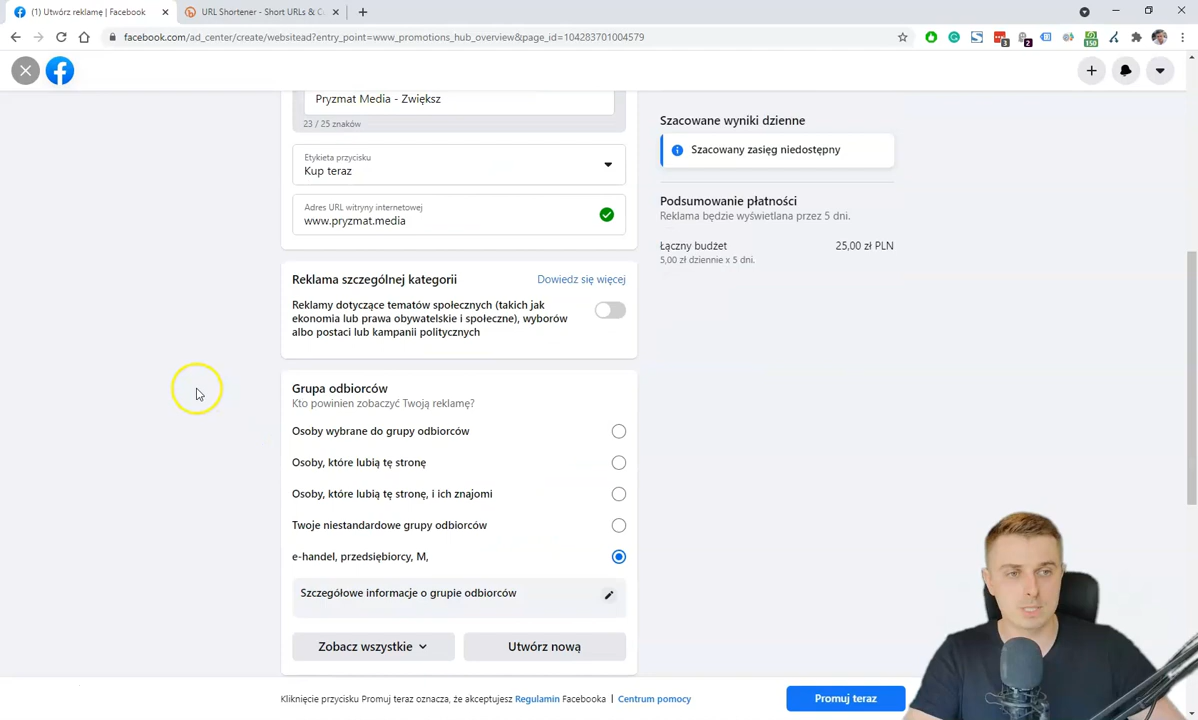 (1) Utwórz reklamę | Facebook
URL Shortener - Short URLs & C
facebook.com/ad_center/create/websitead?entry_point=www_promotions_hub_overview&page_id=104283701004579
3
2
150
Pryzmat Media - Zwiększ
23 / 25 znaków
Etykieta przycisku
Kup teraz
Adres URL witryny internetowej
www.pryzmat.media
Reklama szczególnej kategorii
Dowiedz się więcej
Reklamy dotyczące tematów społecznych (takich jak
ekonomia lub prawa obywatelskie i społeczne), wyborów
albo postaci lub kampanii politycznych
Grupa odbiorców
Kto powinien zobaczyć Twoją reklamę?
Osoby wybrane do grupy odbiorców
Osoby, które lubią tę stronę
Osoby, które lubią tę stronę, i ich znajomi
Twoje niestandardowe grupy odbiorców
e-handel, przedsiębiorcy, M,
Szczegółowe informacje o grupie odbiorców
Zobacz wszystkie
Utwórz nową
Szacowane wyniki dzienne
Szacowany zasięg niedostępny
Podsumowanie płatności
Reklama będzie wyświetlana przez 5 dni.
Łączny budżet
25,00 zł PLN
5,00 zł dziennie x 5 dni.
Kliknięcie przycisku Promuj teraz oznacza, że akceptujesz Regulamin Facebooka | Centrum pomocy
Promuj teraz